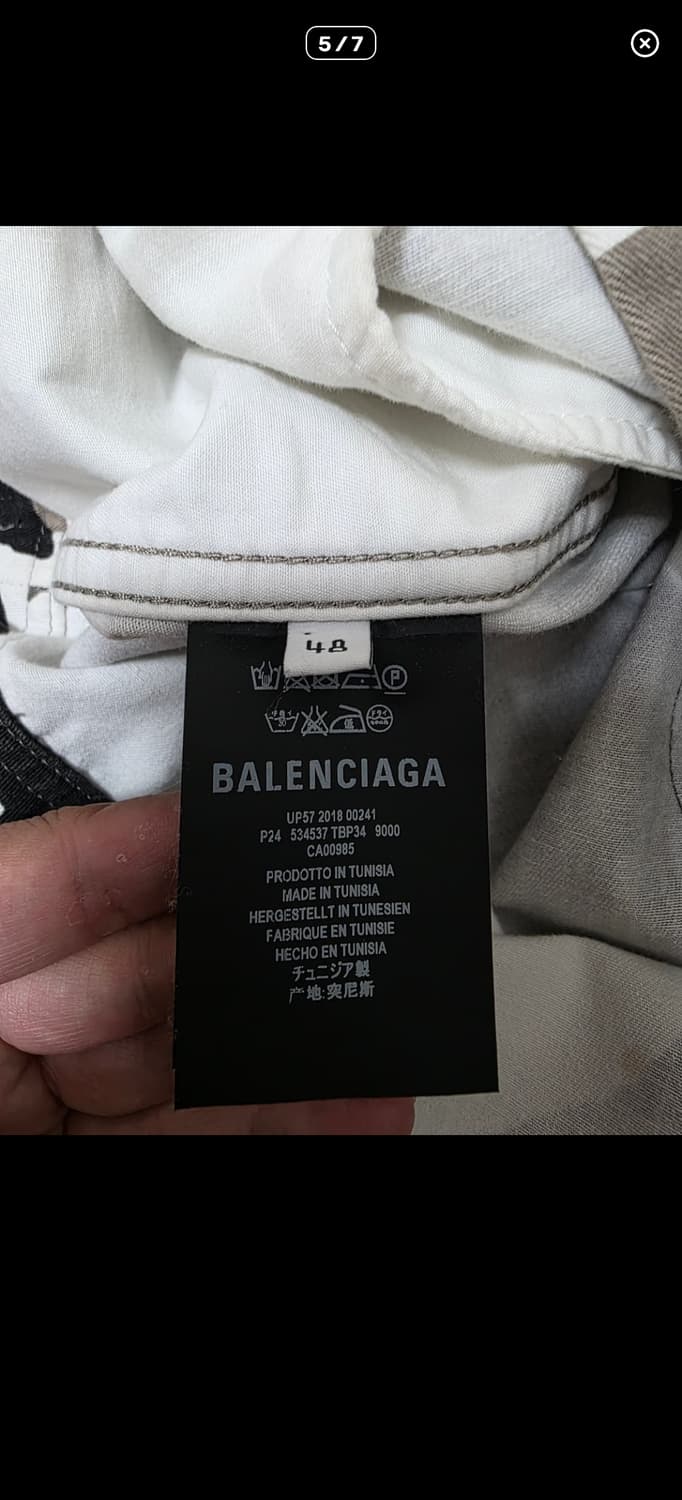 5/7
48
P
BALENCIAGA
UP57 2018 00241
P24 534537 TBP34 9000
CA00985
PRODOTTO IN TUNISIA
MADE IN TUNISIA
HERGESTELLT IN TUNESIEN
FABRIQUE EN TUNISIE
HECHO EN TUNISIA
チュニジア製
产地:突尼斯